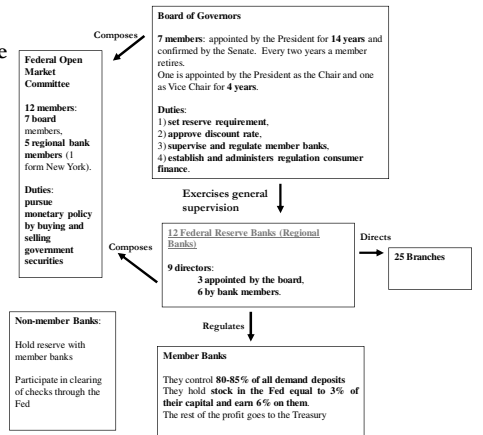 Board of Governors
7 members: appointed by the President for 14 years and
confirmed by the Senate. Every two years a member
retires.
One is appointed by the President as the Chair and one
as Vice Chair for 4 years.
Duties:
1) set reserve requirement,
2) approve discount rate,
3) supervise and regulate member banks,
4) establish and administers regulation consumer
finance.
Composes
e
Federal Open
Market
Committee
12 members:
7 board
members,
5 regional bank
members (1
form New York).
Duties:
pursue
monetary policy
by buying and
selling
government
securities
Exercises general
supervision
12 Federal Reserve Banks (Regional
Banks)
9 directors:
3 appointed by the board,
6 by bank members.
Composes
Directs
25 Branches
Regulates
Non-member Banks:
Hold reserve with
member banks
Participate in clearing
of checks through the
Fed
Member Banks
They control 80-85% of all demand deposits
They hold stock in the Fed equal to 3% of
their capital and earn 6% on them.
The rest of the profit goes to the Treasury